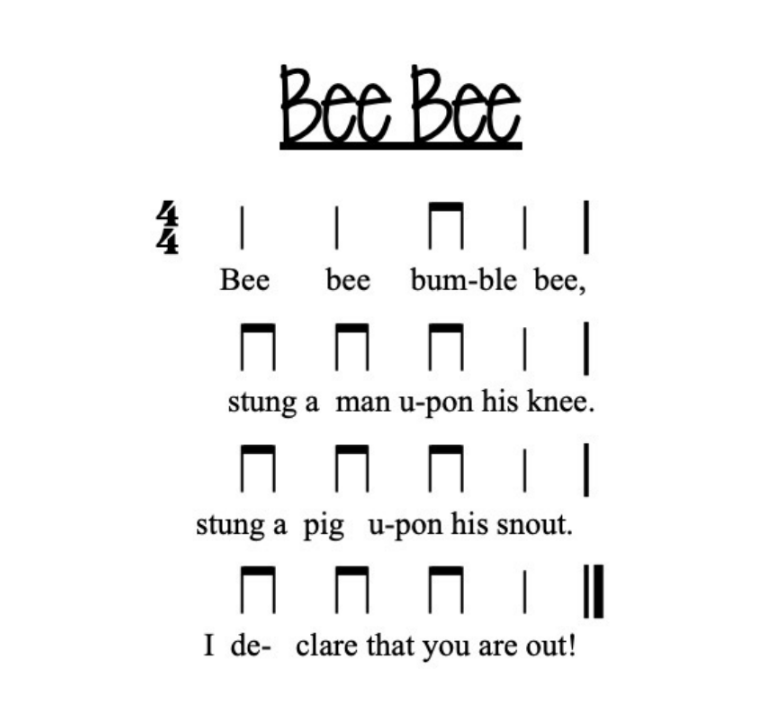 Bee Bee
4
4
Bee bee bum-ble bee,
stung a man u-pon his knee.
stung a pig u-pon his snout.
I de- clare that you are out!